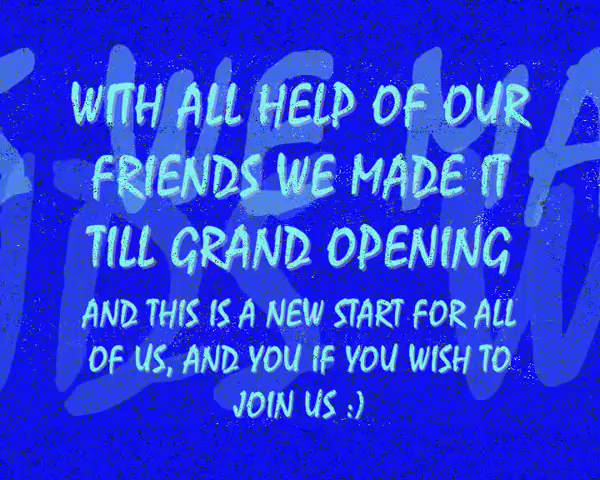 WITH ALL HELP OF OUR
FRIENDS WE MADE IT
TILL GRAND OPENING
AND THIS IS A NEW START FOR ALL
OF US, AND YOU IF YOU WISH TO
JOIN US :)